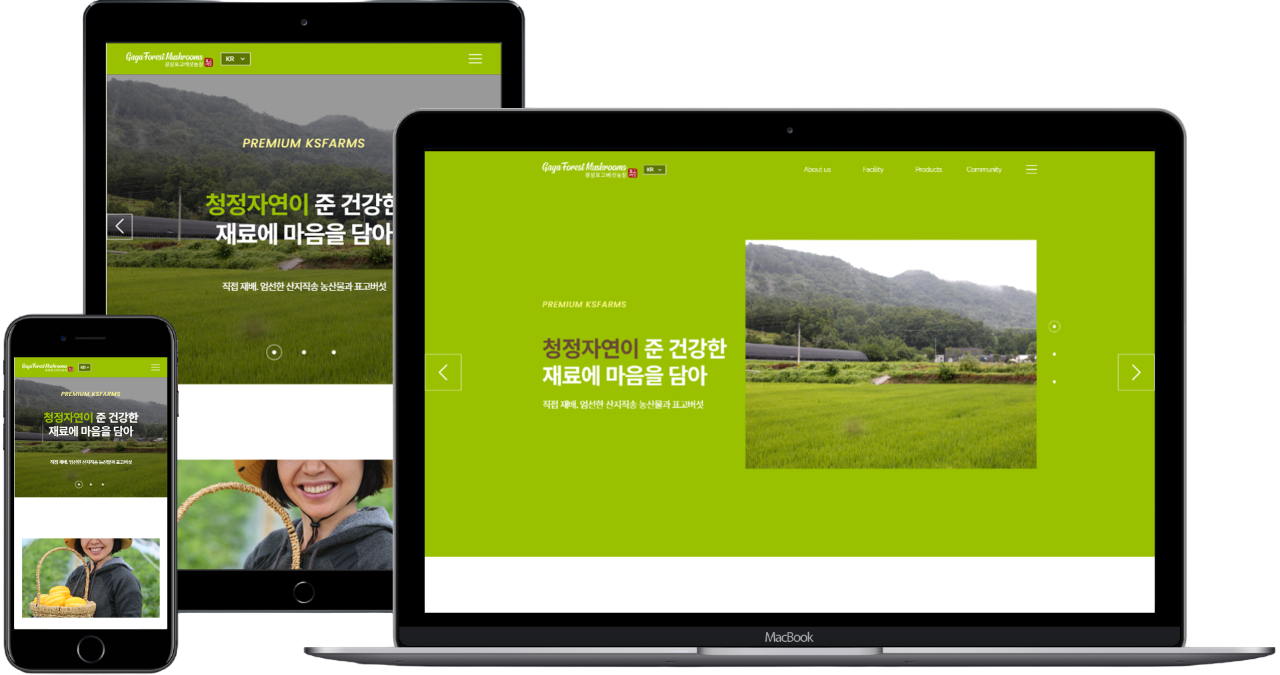 Gaya Forest Mushrooms
KR
PREMIUM KSFARMS
청정자연이 준 건강한
재료에 마음을 담아
직접 재배. 엄선한 산지직송 농산물과 표고버섯
Gaya Forest Mushrooms
KR
About us
Facility
Products
Community
PREMIUM KSFARMS
청정자연이 준 건강한
재료에 마음을 담아
직접 재배. 엄선한 산지직송 농산물과 표고버섯
MacBook
Gaya Forest Mushrooms
KR
PREMIUM KSFARMS
청정자연이 준 건강한
재료에 마음을 담아
직접 재배. 엄선한 산지직송 농산물과 표고버섯